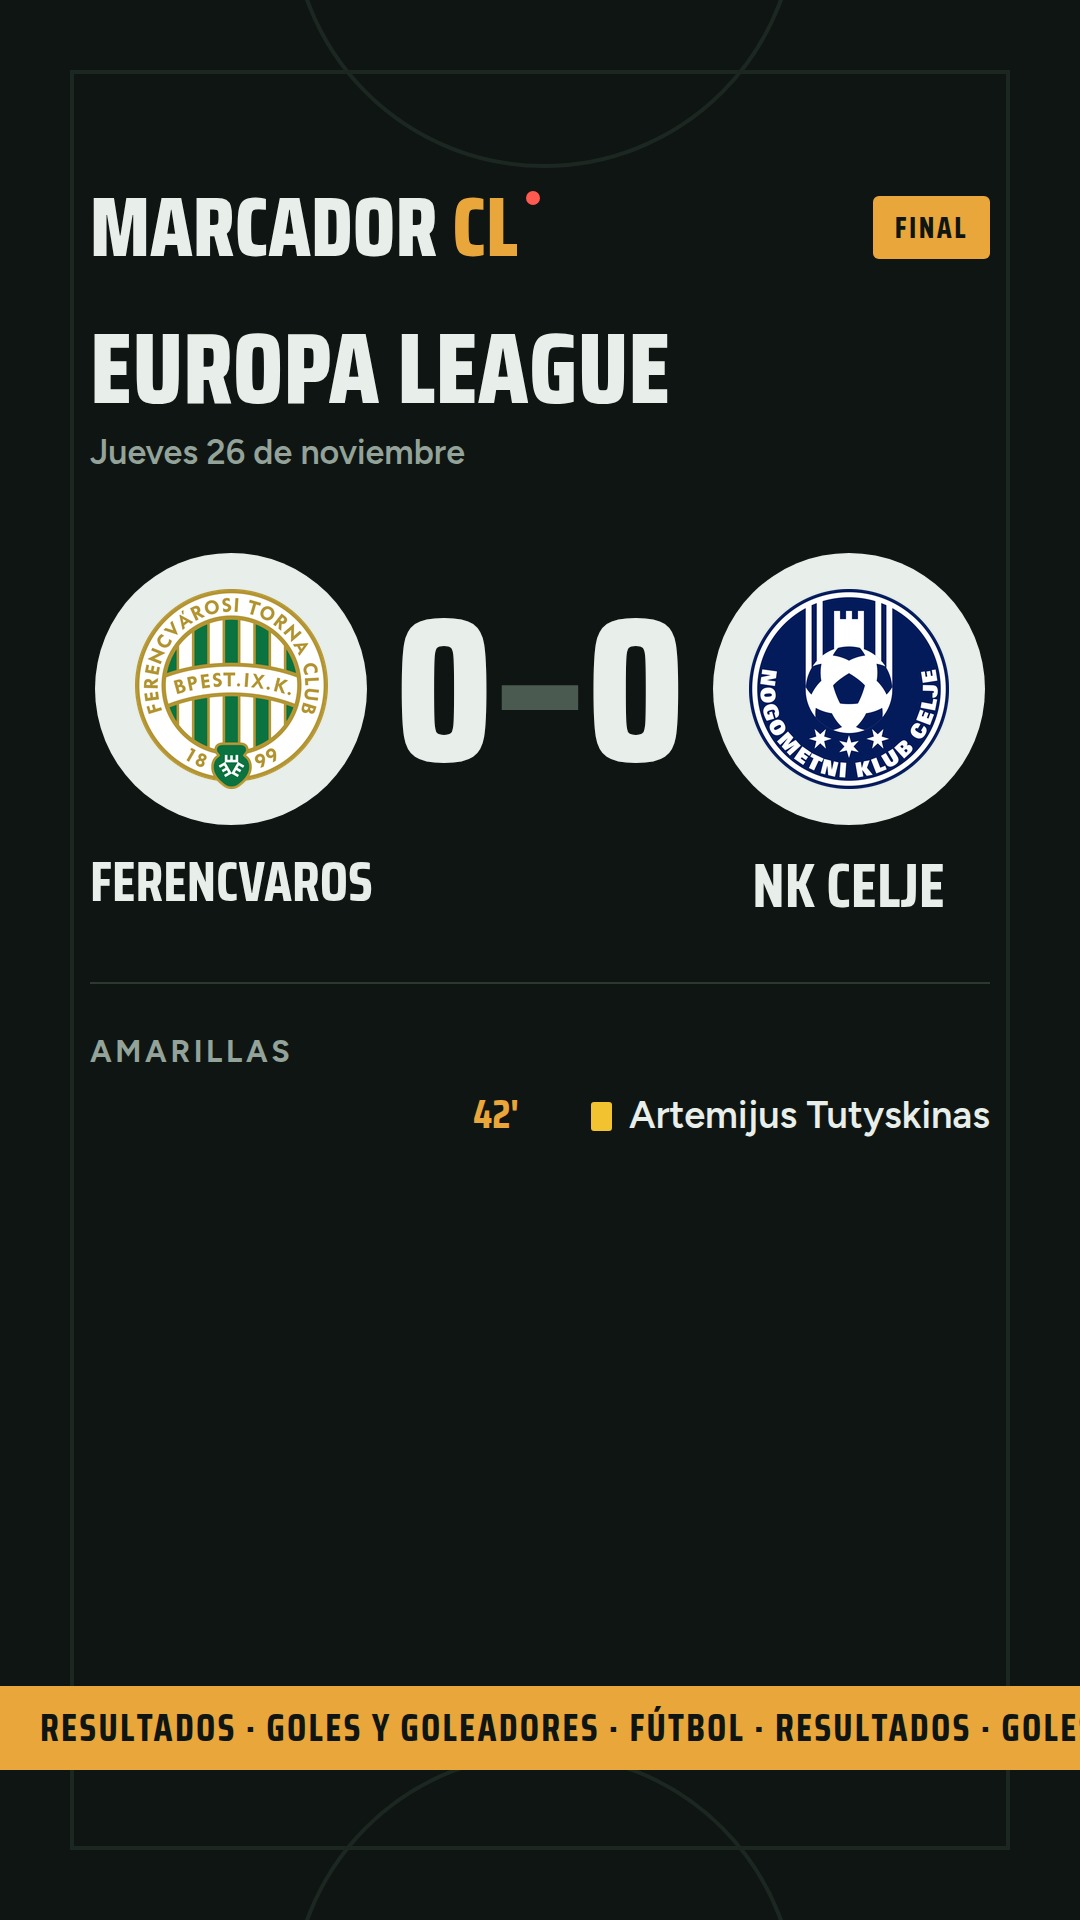 MARCADOR CL
FINAL
EUROPA LEAGUE
Jueves 26 de noviembre
FERENCVÁROSI TORNA CLUB
BPEST.IX.K.
18 99
0–0
NOGOMETNI KLUB CELJE
FERENCVAROS
NK CELJE
AMARILLAS
42' Artemijus Tutyskinas
RESULTADOS · GOLES Y GOLEADORES · FÚTBOL · RESULTADOS · GOLES